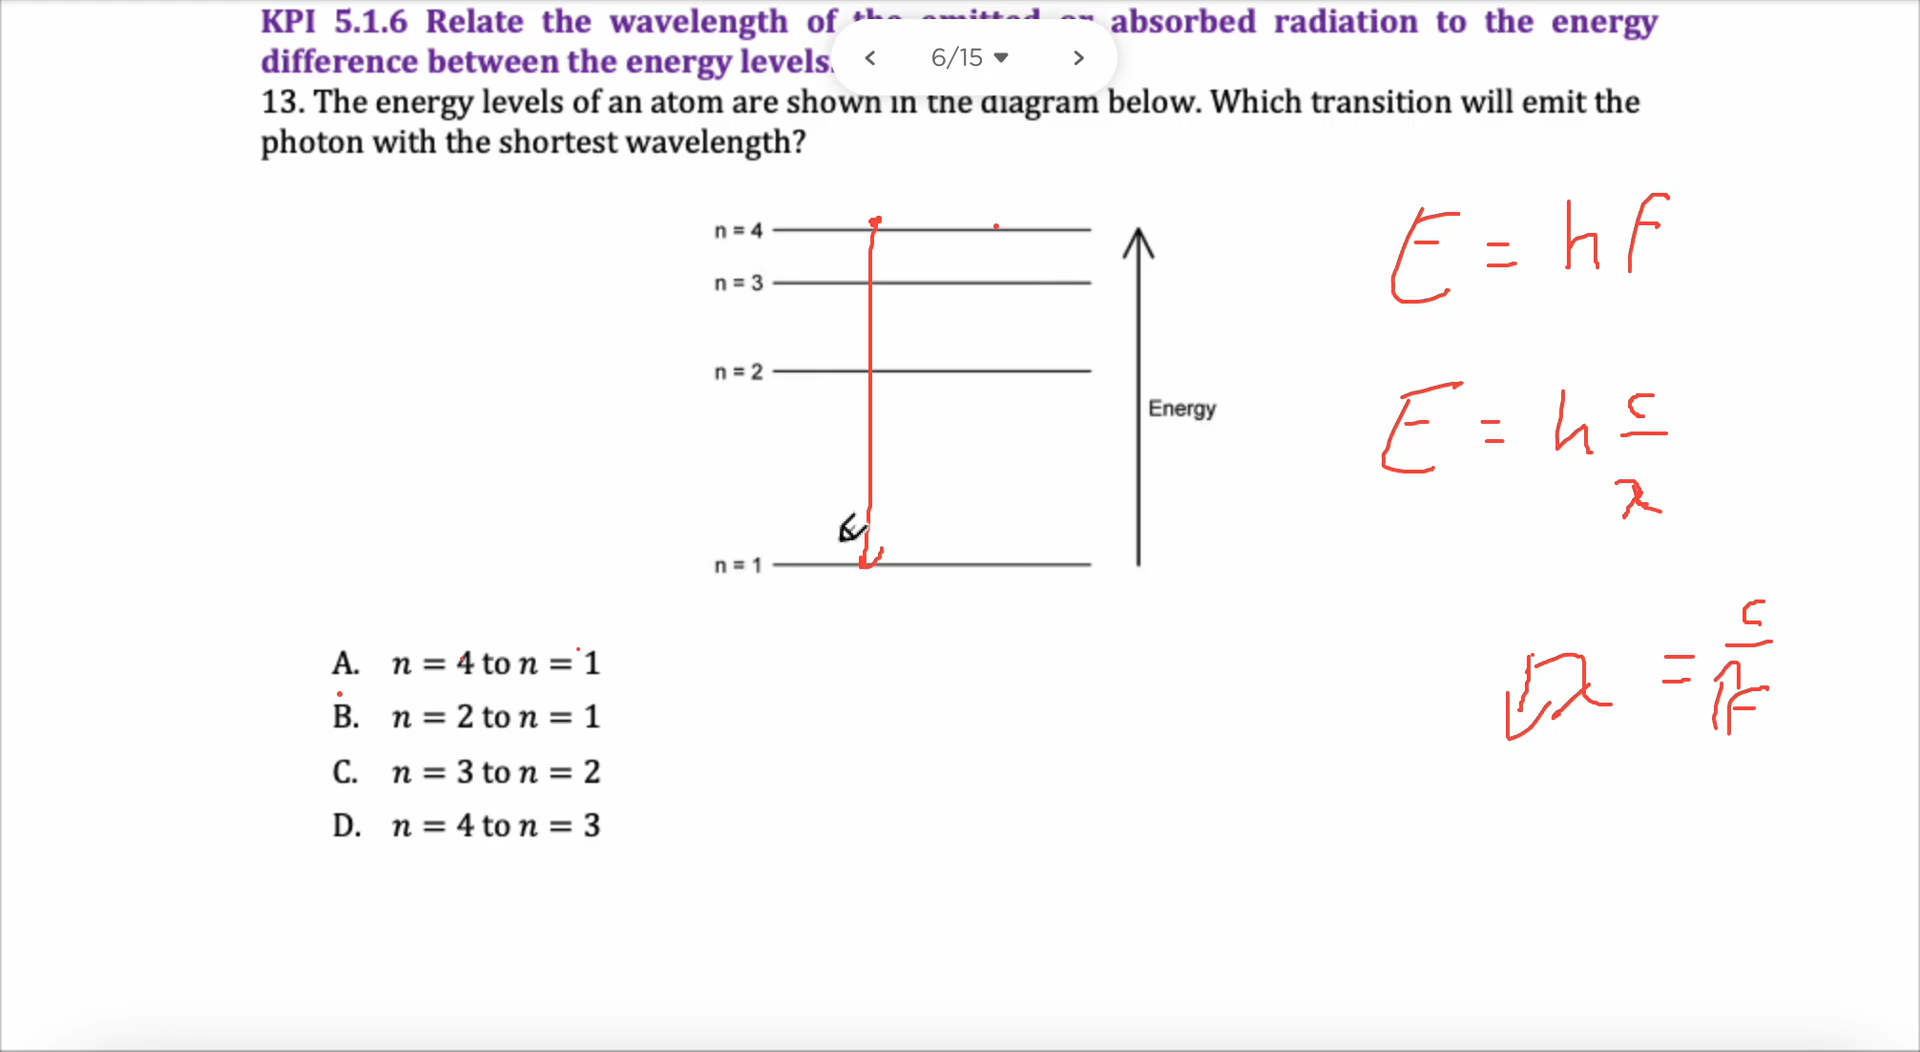 KPI 5.1.6 Relate the wavelength of the emitted or absorbed radiation to the energy
difference between the energy levels.
< 6/15 >
13. The energy levels of an atom are shown in the diagram below. Which transition will emit the
photon with the shortest wavelength?
n = 4
n = 3
n = 2
n = 1
Energy
E = hF
E = h c/λ
λ = c/F
A. n = 4 to n = 1
B. n = 2 to n = 1
C. n = 3 to n = 2
D. n = 4 to n = 3